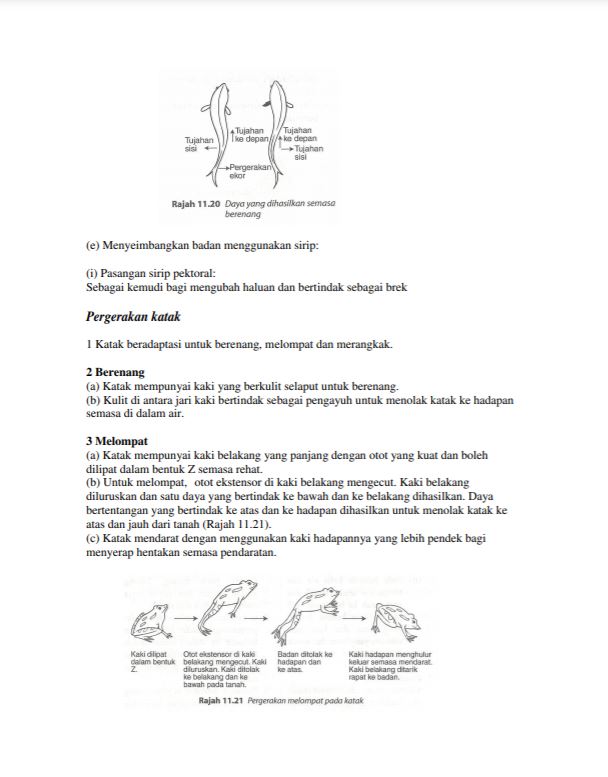 Tujahan
sisi
Tujahan
ke depan
Pergerakan
ekor
Tujahan
ke depan
Tujahan
sisi
Rajah 11.20 Daya yang dihasilkan semasa
berenang
(e) Menyeimbangkan badan menggunakan sirip:
(i) Pasangan sirip pektoral:
Sebagai kemudi bagi mengubah haluan dan bertindak sebagai brek
Pergerakan katak
1 Katak beradaptasi untuk berenang, melompat dan merangkak.
2 Berenang
(a) Katak mempunyai kaki yang berkulit selaput untuk berenang.
(b) Kulit di antara jari kaki bertindak sebagai pengayuh untuk menolak katak ke hadapan
semasa di dalam air.
3 Melompat
(a) Katak mempunyai kaki belakang yang panjang dengan otot yang kuat dan boleh
dilipat dalam bentuk Z semasa rehat.
(b) Untuk melompat, otot ekstensor di kaki belakang mengecut. Kaki belakang
diluruskan dan satu daya yang bertindak ke bawah dan ke belakang dihasilkan. Daya
bertentangan yang bertindak ke atas dan ke hadapan dihasilkan untuk menolak katak ke
atas dan jauh dari tanah (Rajah 11.21).
(c) Katak mendarat dengan menggunakan kaki hadapannya yang lebih pendek bagi
menyerap hentakan semasa pendaratan.
Kaki dilipat
dalam bentuk
Z.
Otot ekstensor di kaki
belakang mengecut. Kaki
diluruskan. Kaki ditolak
ke belakang dan ke
bawah pada tanah.
Badan ditolak ke
hadapan dan
ke atas.
Kaki hadapan menghulur
keluar semasa mendarat.
Kaki belakang ditarik
rapat ke badan.
Rajah 11.21 Pergerakan melompat pada katak